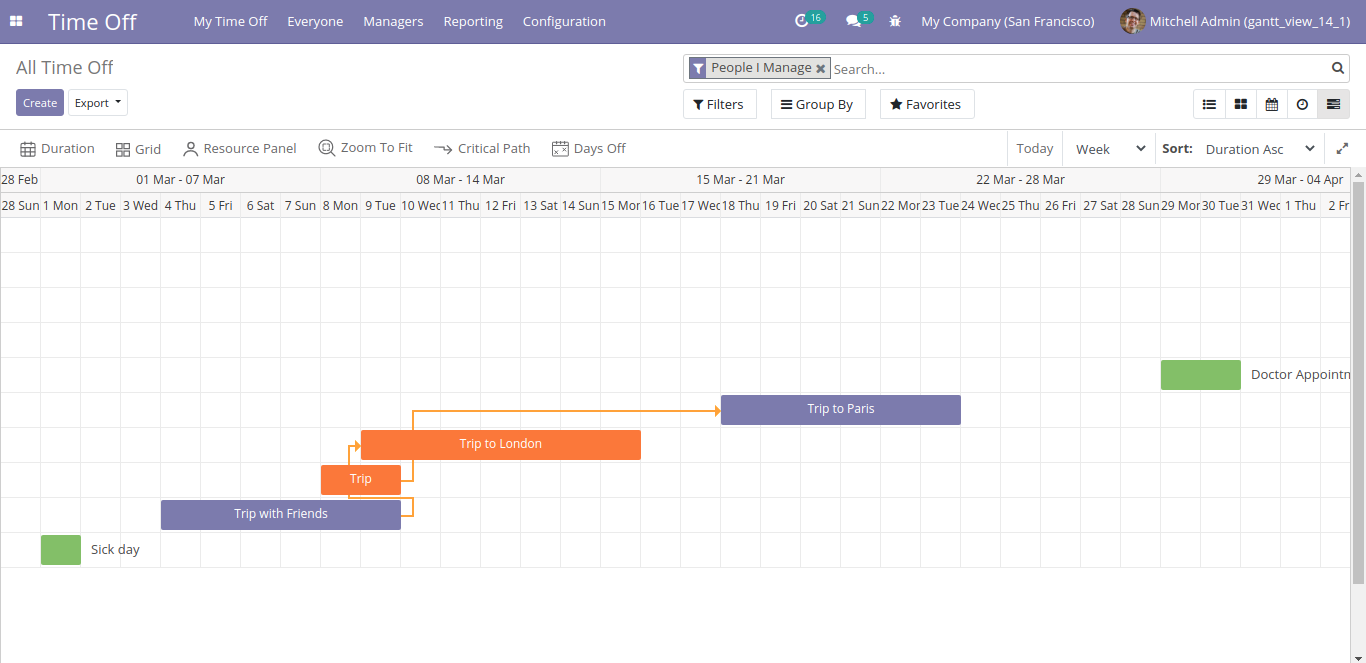 Time Off My Time Off Everyone Managers Reporting Configuration 16 5 My Company (San Francisco) Mitchell Admin (gantt_view_14_1)
All Time Off People I Manage Search...
Create Export Filters Group By Favorites
Duration Grid Resource Panel Zoom To Fit Critical Path Days Off Today Week Sort: Duration Asc
28 Feb 01 Mar - 07 Mar 08 Mar - 14 Mar 15 Mar - 21 Mar 22 Mar - 28 Mar 29 Mar - 04 Apr
28 Sun 1 Mon 2 Tue 3 Wed 4 Thu 5 Fri 6 Sat 7 Sun 8 Mon 9 Tue 10 Wed 11 Thu 12 Fri 13 Sat 14 Sun 15 Mon 16 Tue 17 Wed 18 Thu 19 Fri 20 Sat 21 Sun 22 Mon 23 Tue 24 Wed 25 Thu 26 Fri 27 Sat 28 Sun 29 Mon 30 Tue 31 Wed 1 Thu 2 Fr
Doctor Appointm
Trip to Paris
Trip to London
Trip
Trip with Friends
Sick day